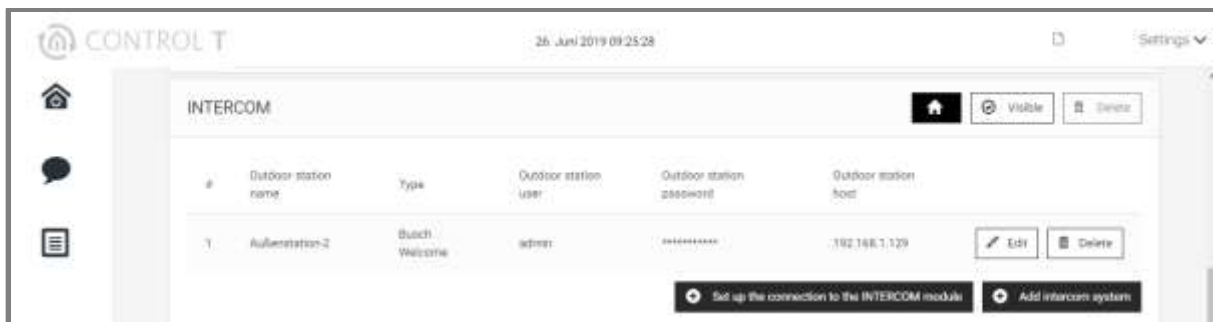 CONTROL T
26. Juni 2019 09:25:28
Settings
INTERCOM
Visible
Delete
#
Outdoor station
name
Type
Outdoor station
user
Outdoor station
password
Outdoor station
host
1
Außenstation-2
Busch
Welcome
admin
***********
192.168.1.129
Edit
Delete
Set up the connection to the INTERCOM module
Add intercom system